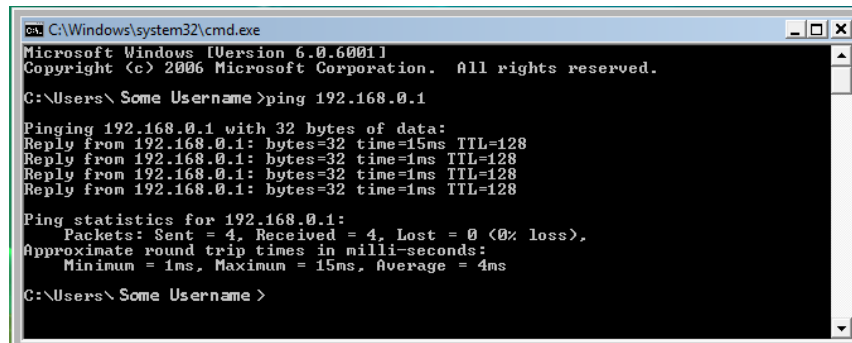 C:\Windows\system32\cmd.exe
Microsoft Windows [Version 6.0.6001]
Copyright (c) 2006 Microsoft Corporation.  All rights reserved.
C:\Users\ Some Username >ping 192.168.0.1
Pinging 192.168.0.1 with 32 bytes of data:
Reply from 192.168.0.1: bytes=32 time=15ms TTL=128
Reply from 192.168.0.1: bytes=32 time=1ms TTL=128
Reply from 192.168.0.1: bytes=32 time=1ms TTL=128
Reply from 192.168.0.1: bytes=32 time=1ms TTL=128
Ping statistics for 192.168.0.1:
    Packets: Sent = 4, Received = 4, Lost = 0 (0% loss),
Approximate round trip times in milli-seconds:
    Minimum = 1ms, Maximum = 15ms, Average = 4ms
C:\Users\ Some Username >